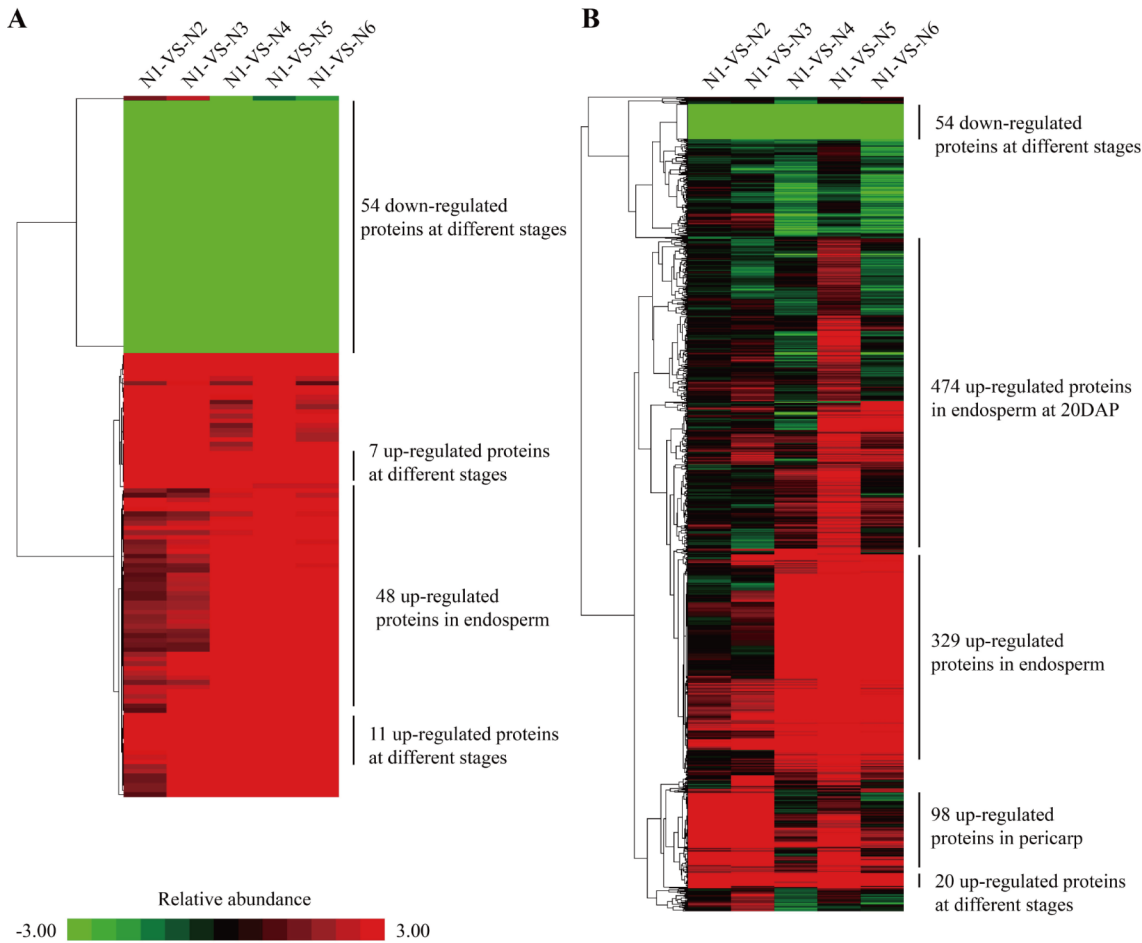 A
N1-VS-N2
N1-VS-N3
N1-VS-N4
N1-VS-N5
N1-VS-N6
54 down-regulated
proteins at different stages
7 up-regulated proteins
at different stages
48 up-regulated
proteins in endosperm
11 up-regulated proteins
at different stages
Relative abundance
-3.00
3.00
B
N1-VS-N2
N1-VS-N3
N1-VS-N4
N1-VS-N5
N1-VS-N6
54 down-regulated
proteins at different stages
474 up-regulated proteins
in endosperm at 20DAP
329 up-regulated
proteins in endosperm
98 up-regulated
proteins in pericarp
20 up-regulated proteins
at different stages